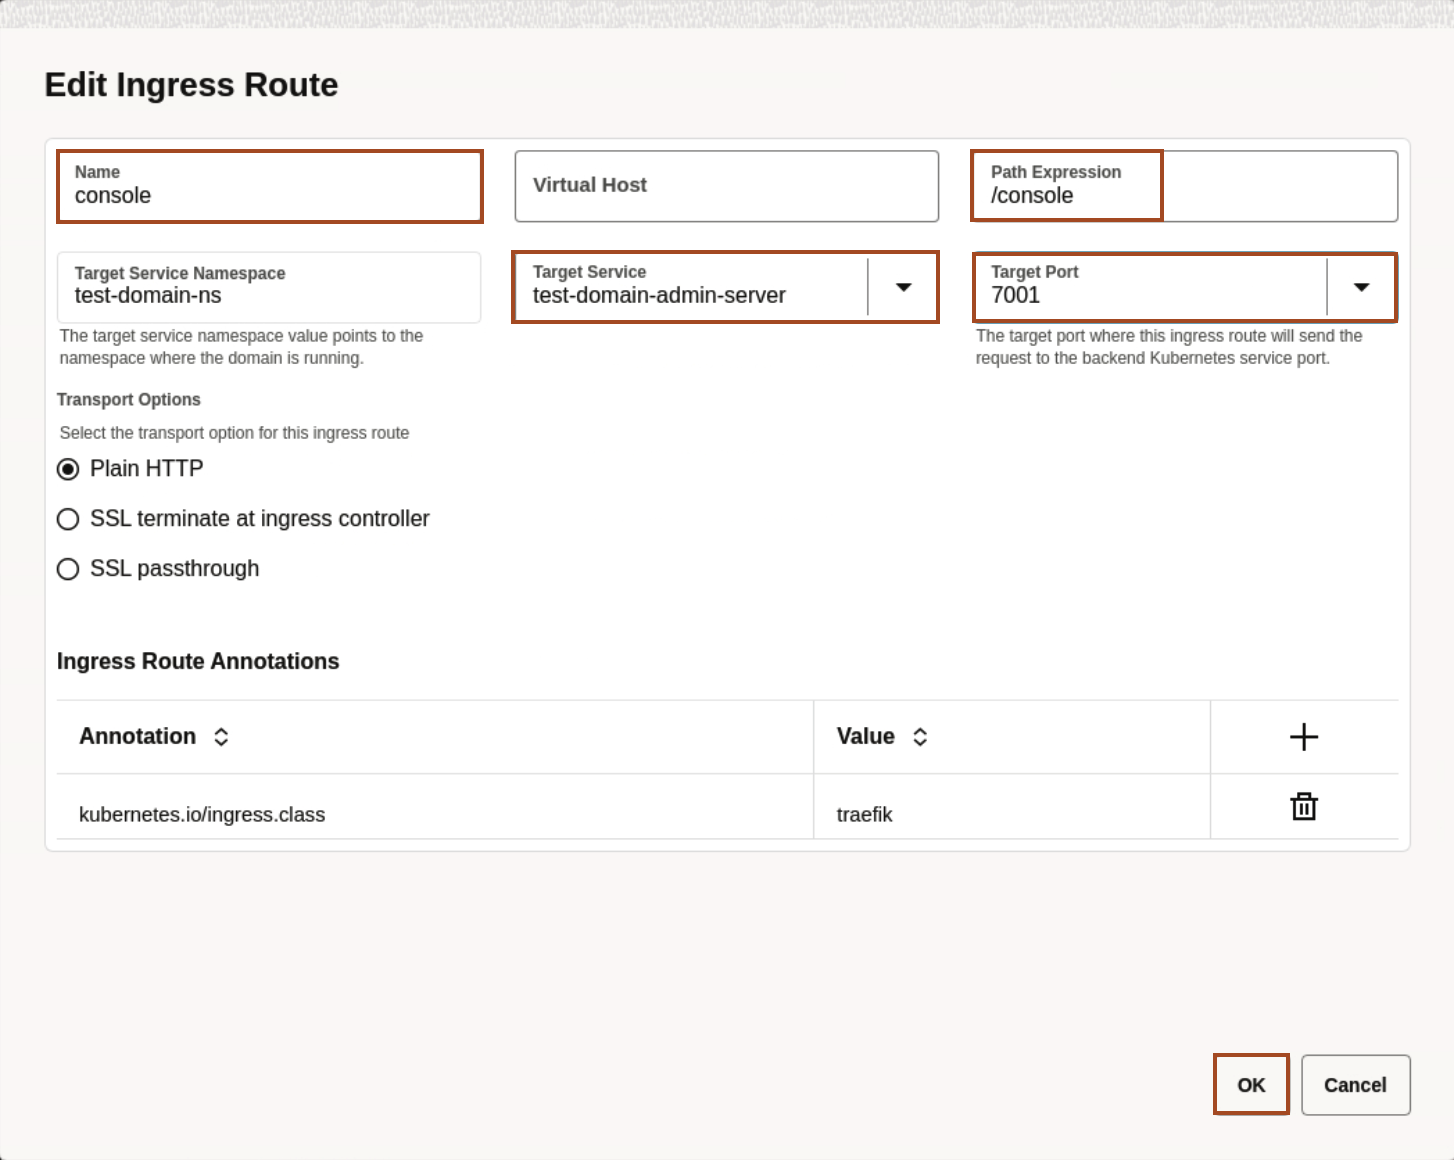 Edit Ingress Route
Name
console
Virtual Host
Path Expression
/console
Target Service Namespace
test-domain-ns
The target service namespace value points to the
namespace where the domain is running.
Target Service
test-domain-admin-server
Target Port
7001
The target port where this ingress route will send the
request to the backend Kubernetes service port.
Transport Options
Select the transport option for this ingress route
Plain HTTP
SSL terminate at ingress controller
SSL passthrough
Ingress Route Annotations
Annotation
Value
kubernetes.io/ingress.class
traefik
OK
Cancel